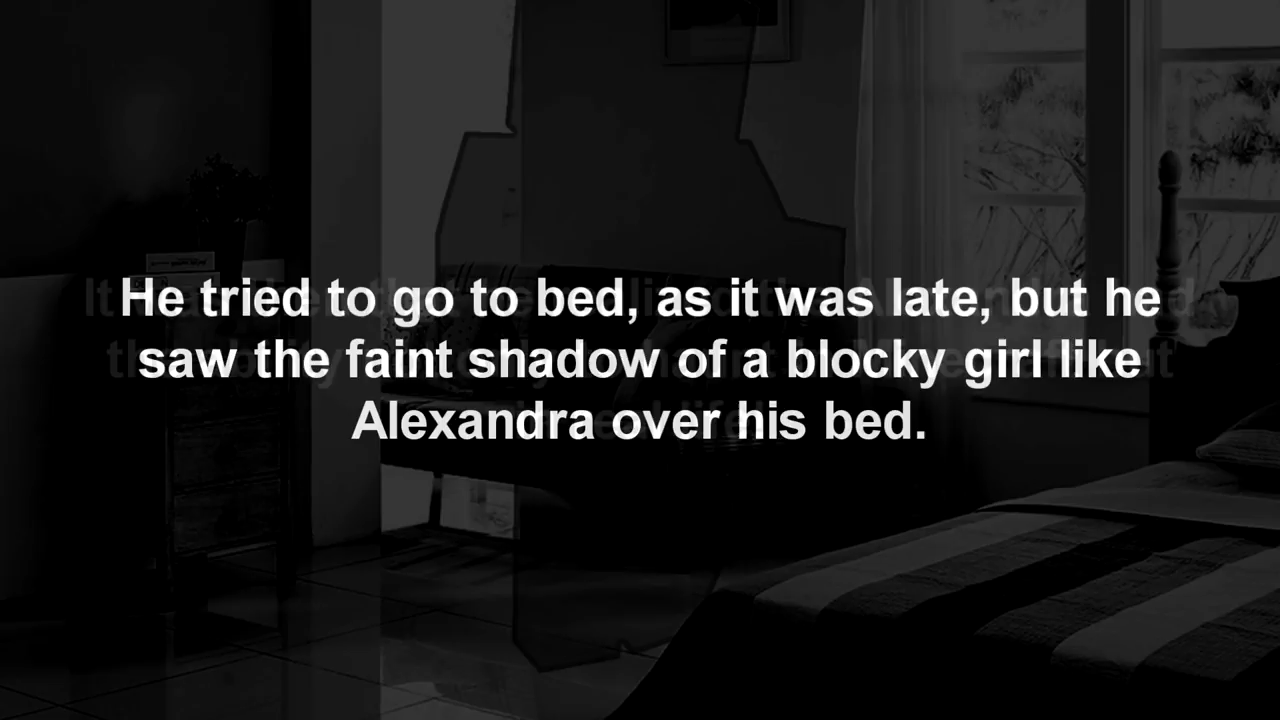 He tried to go to bed, as it was late, but he
saw the faint shadow of a blocky girl like
Alexandra over his bed.